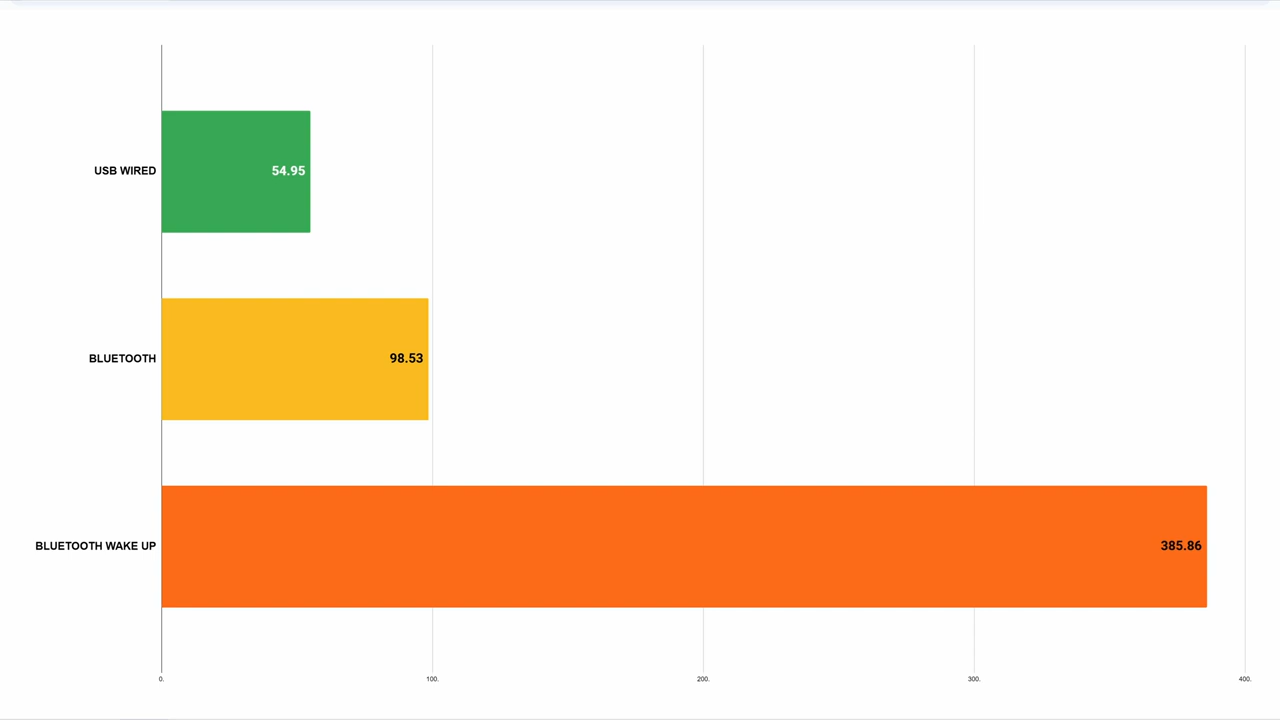 USB WIRED
54.95
BLUETOOTH
98.53
BLUETOOTH WAKE UP
385.86
0.
100.
200.
300.
400.